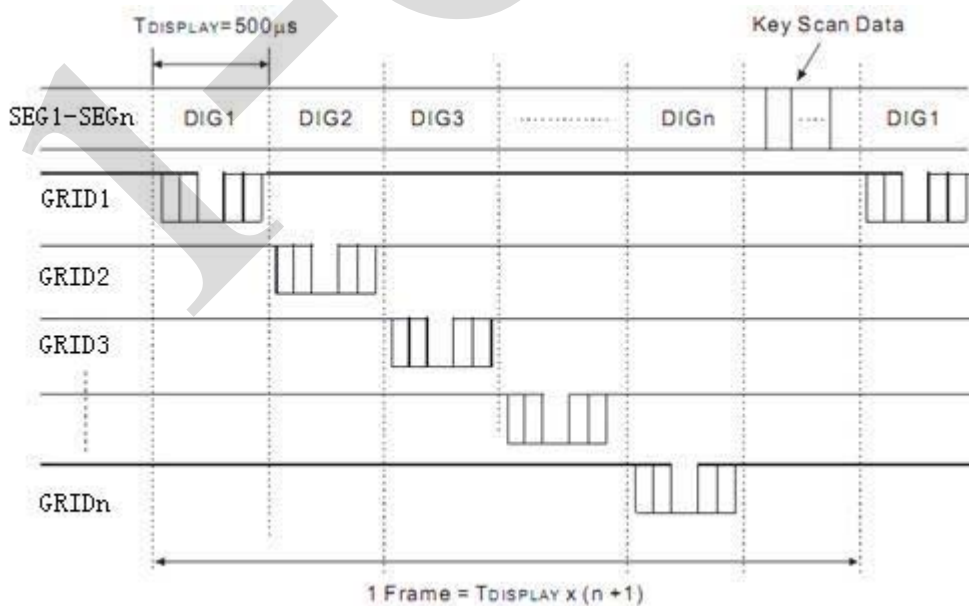 TDISPLAY=500µs
Key Scan Data
SEG1-SEGn DIG1 DIG2 DIG3 ............... DIGn ..... DIG1
GRID1
GRID2
GRID3
GRIDn
1 Frame = TDISPLAY x (n +1)